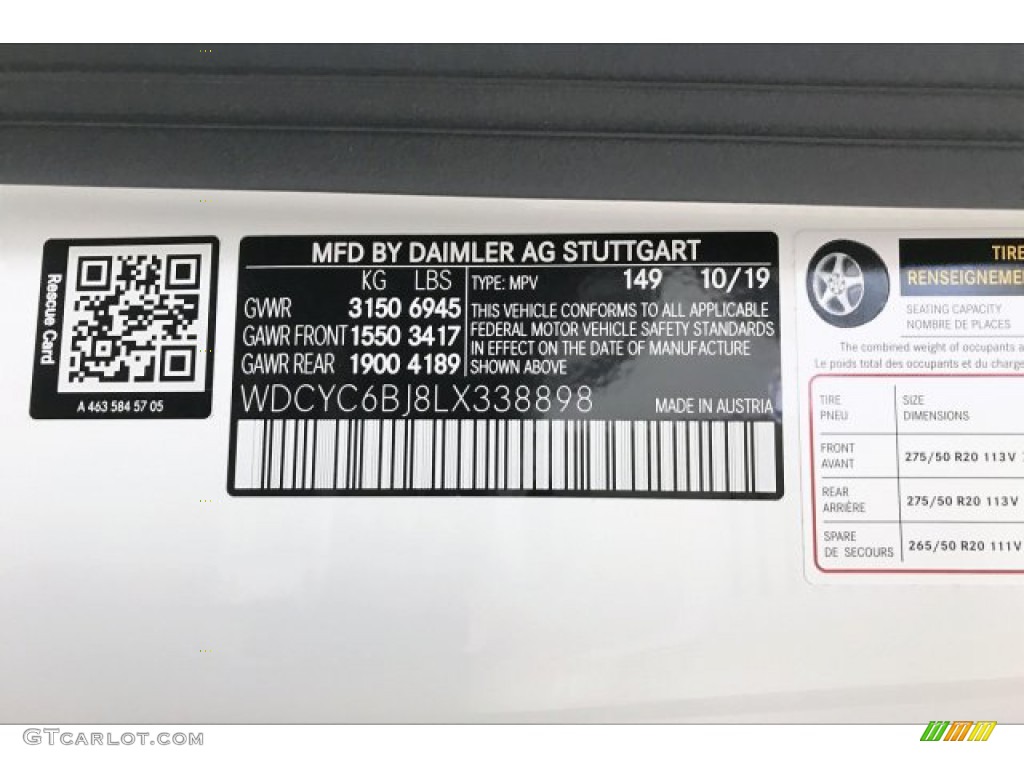 Rescue Card
A 463 584 57 05
MFD BY DAIMLER AG STUTTGART
KG LBS
GVWR 3150 6945
GAWR FRONT 1550 3417
GAWR REAR 1900 4189
TYPE: MPV 149 10/19
THIS VEHICLE CONFORMS TO ALL APPLICABLE
FEDERAL MOTOR VEHICLE SAFETY STANDARDS
IN EFFECT ON THE DATE OF MANUFACTURE
SHOWN ABOVE
WDCYC6BJ8LX338898 MADE IN AUSTRIA
TIRE
RENSEIGNEME
SEATING CAPACITY
NOMBRE DE PLACES
The combined weight of occupants a
Le poids total des occupants et du charge
TIRE SIZE
PNEU DIMENSIONS
FRONT
AVANT
275/50 R20 113V
REAR
ARRIÈRE
275/50 R20 113V
SPARE
DE SECOURS
265/50 R20 111V
GTCARLOT.COM